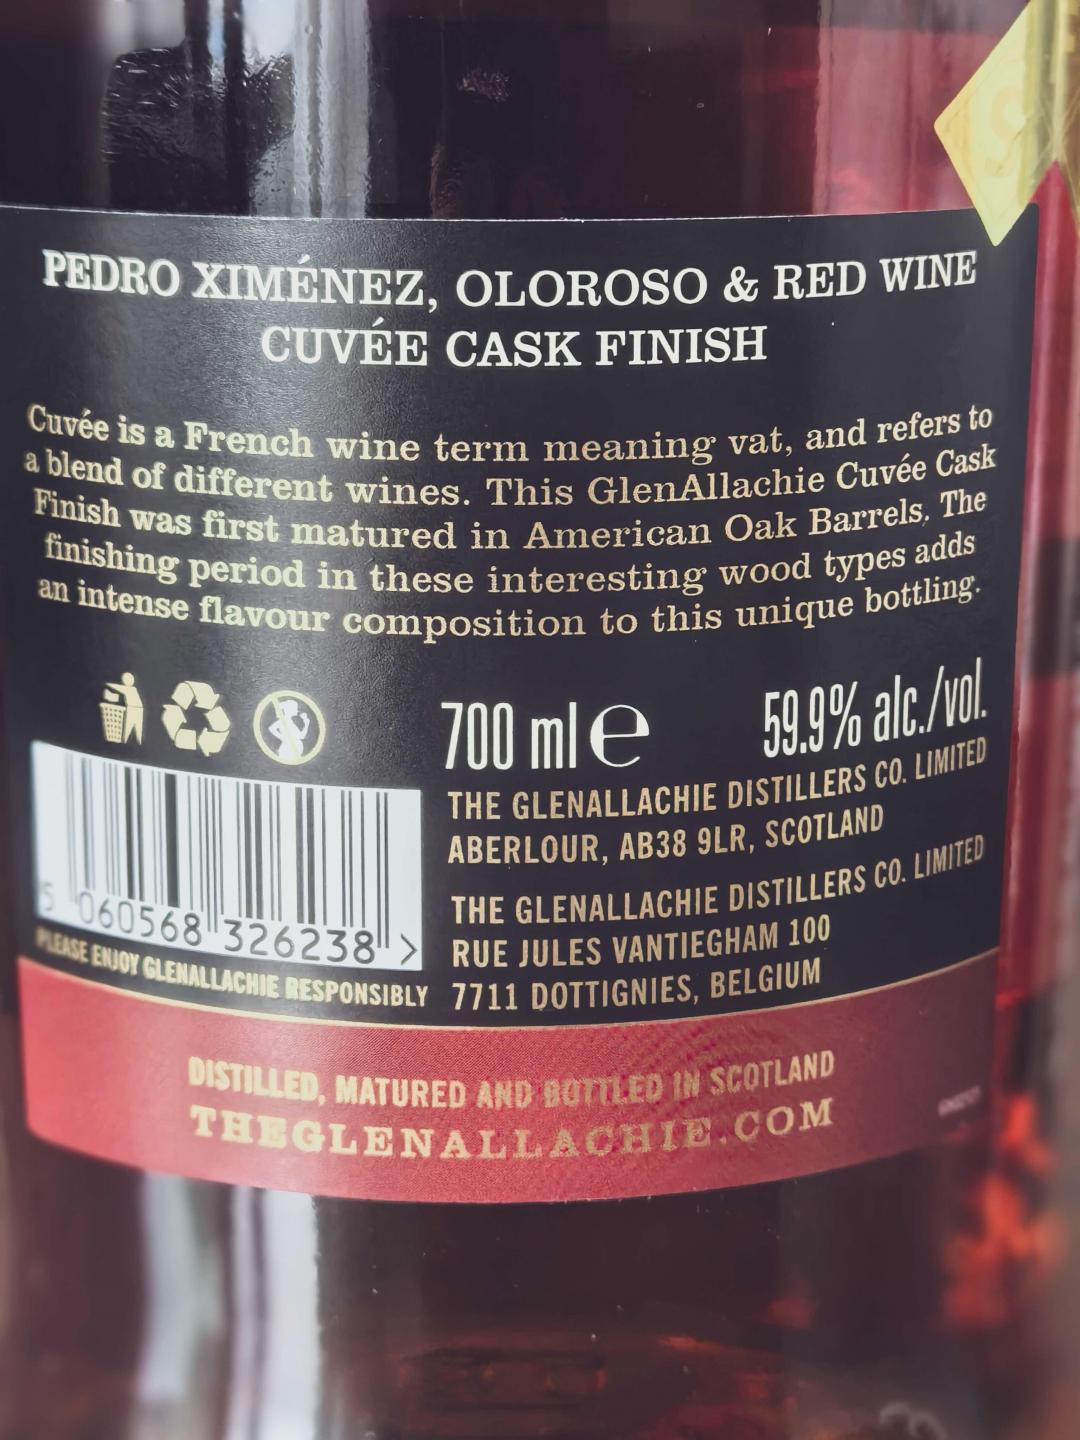 PEDRO XIMÉNEZ, OLOROSO & RED WINE
CUVÉE CASK FINISH
Cuvée is a French wine term meaning vat, and refers to
a blend of different wines. This GlenAllachie Cuvée Cask
Finish was first matured in American Oak Barrels. The
finishing period in these interesting wood types adds
an intense flavour composition to this unique bottling.
700 ml e
59.9% alc./vol.
5 060568 326238 >
PLEASE ENJOY GLENALLACHIE RESPONSIBLY
THE GLENALLACHIE DISTILLERS CO. LIMITED
ABERLOUR, AB38 9LR, SCOTLAND
THE GLENALLACHIE DISTILLERS CO. LIMITED
RUE JULES VANTIEGHAM 100
7711 DOTTIGNIES, BELGIUM
DISTILLED, MATURED AND BOTTLED IN SCOTLAND
THEGLENALLACHIE.COM